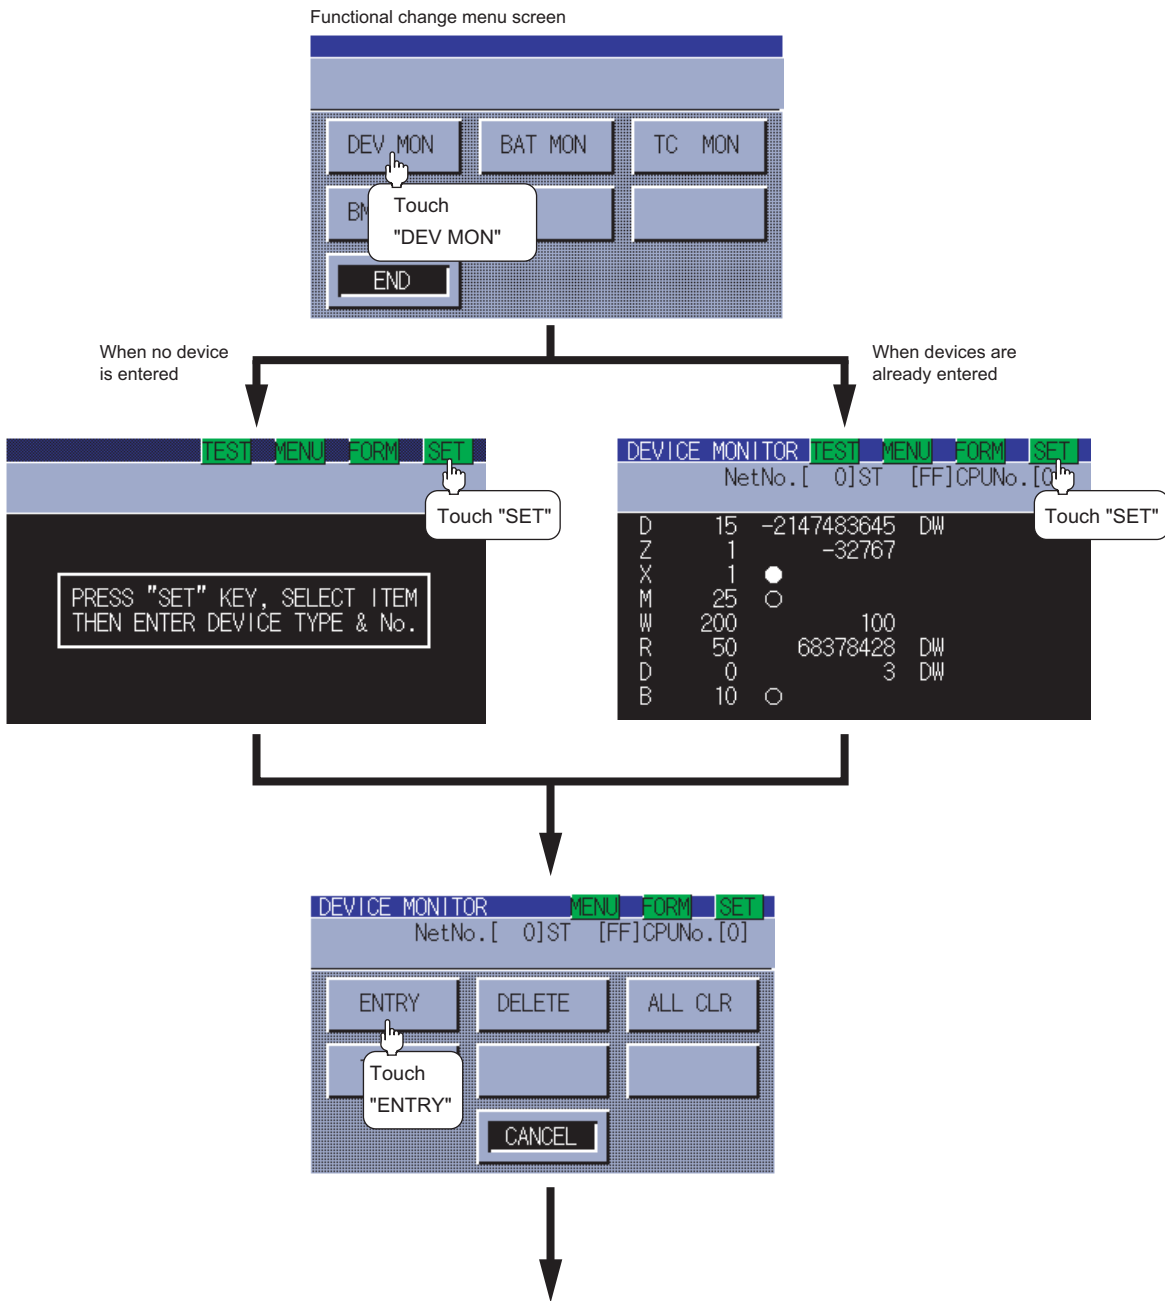 Functional change menu screen
DEV MON
BAT MON
TC MON
Touch
"DEV MON"
END
When no device
is entered
When devices are
already entered
TEST MENU FORM SET
Touch "SET"
PRESS "SET" KEY, SELECT ITEM
THEN ENTER DEVICE TYPE & No.
DEVICE MONITOR TEST MENU FORM SET
NetNo.[ 0]ST [FF]CPUNo.[0
Touch "SET"
D 15 -2147483645 DW
Z 1 -32767
X 1 ●
M 25 ○
W 200 100
R 50 68378428 DW
D 0 3 DW
B 10 ○
DEVICE MONITOR MENU FORM SET
NetNo.[ 0]ST [FF]CPUNo.[0]
ENTRY
DELETE
ALL CLR
Touch
"ENTRY"
CANCEL